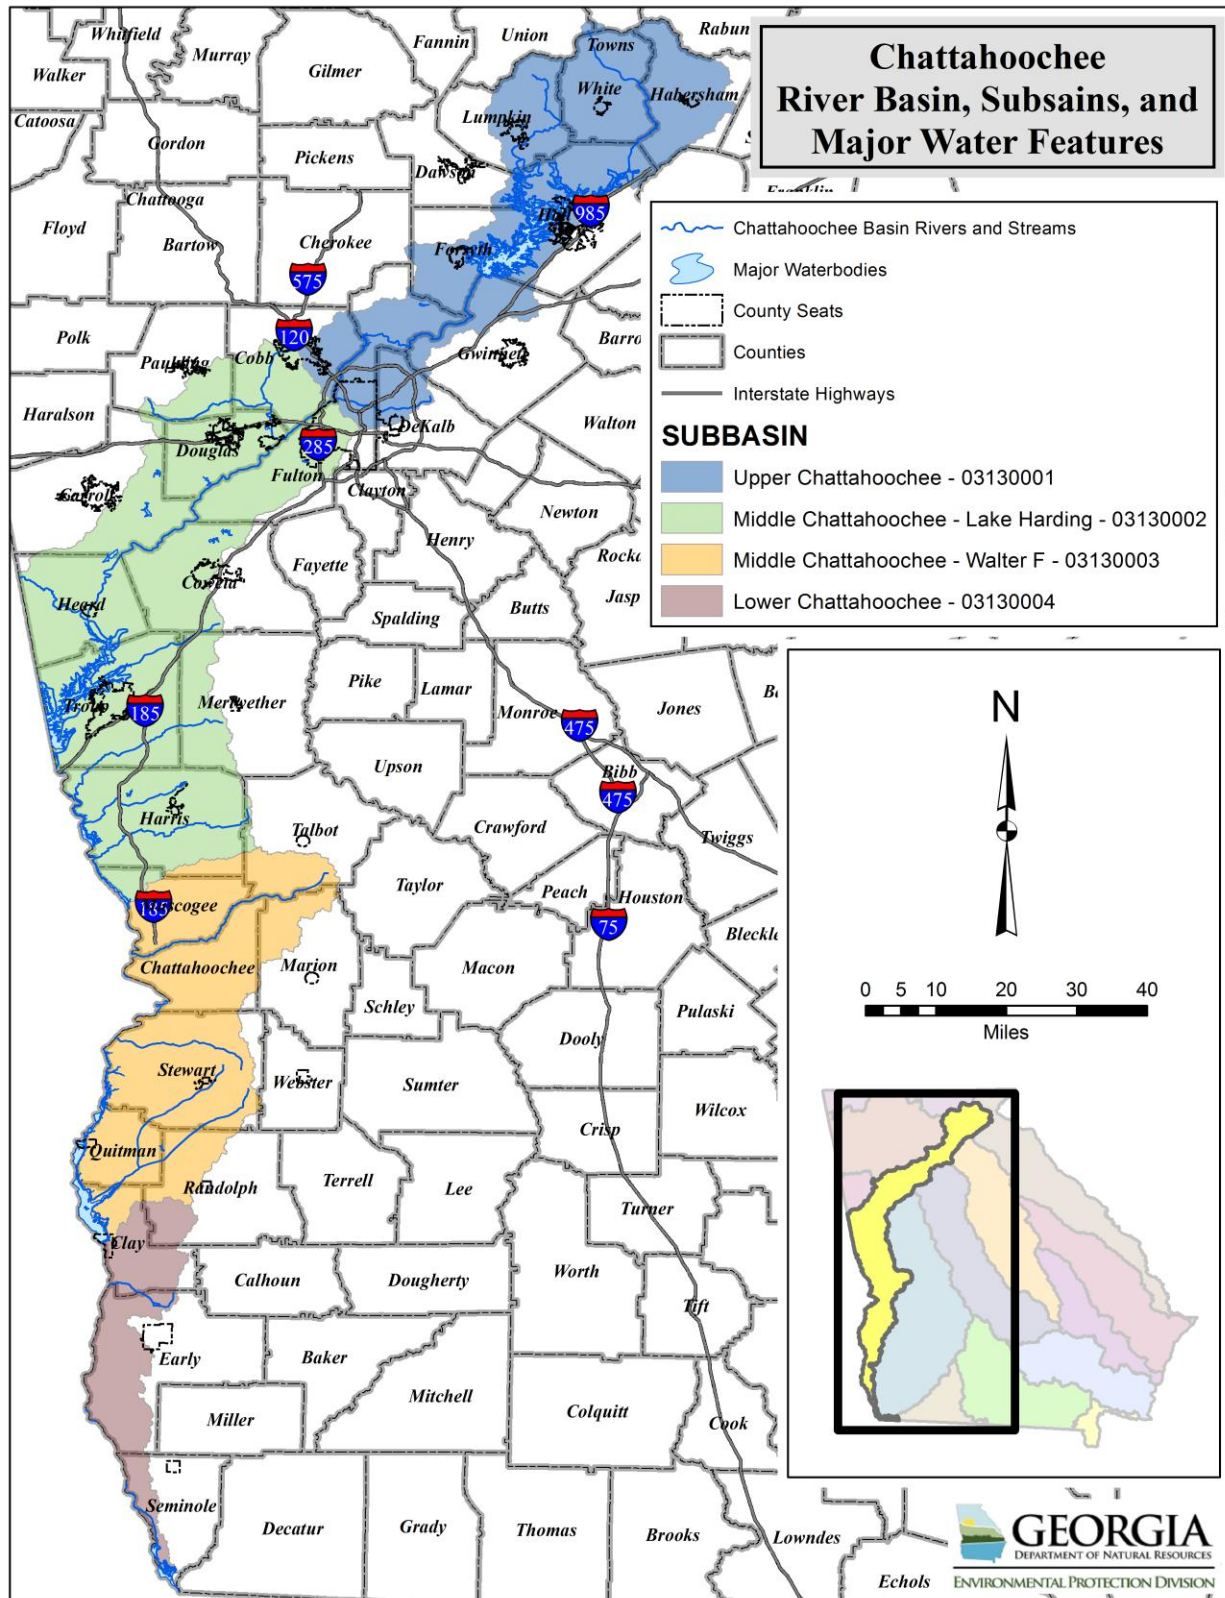 Chattahoochee
River Basin, Subsains, and
Major Water Features
Chattahoochee Basin Rivers and Streams
Major Waterbodies
County Seats
Counties
Interstate Highways
SUBBASIN
Upper Chattahoochee - 03130001
Middle Chattahoochee - Lake Harding - 03130002
Middle Chattahoochee - Walter F - 03130003
Lower Chattahoochee - 03130004
Whitfield
Murray
Fannin
Union
Towns
Rabun
Walker
Gilmer
White
Habersham
Catoosa
Lumpkin
Gordon
Pickens
Dawson
Franklin
Chattooga
Floyd
Bartow
Cherokee
Hall
985
Forsyth
575
120
Polk
Paulding
Cobb
Gwinnett
Barro
Haralson
Douglas
285
DeKalb
Walton
Fulton
Carroll
Clayton
Newton
Henry
Rockd
Fayette
Coweta
Heard
Spalding
Butts
Jasp
Troup
185
Meriwether
Pike
Lamar
Monroe
475
Jones
Upson
Bibb
475
Harris
Talbot
Crawford
Twiggs
Taylor
Peach
Houston
185
Muscogee
75
Bleckle
Chattahoochee
Marion
Macon
Schley
Pulaski
Dooly
Stewart
Webster
Sumter
Wilcox
Crisp
Quitman
Randolph
Terrell
Lee
Turner
Clay
Calhoun
Dougherty
Worth
Tift
Early
Baker
Mitchell
Miller
Colquitt
Cook
Seminole
Decatur
Grady
Thomas
Brooks
Lowndes
Echols
N
0 5 10 20 30 40
Miles
GEORGIA
DEPARTMENT OF NATURAL RESOURCES
ENVIRONMENTAL PROTECTION DIVISION